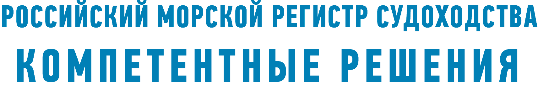 РОССИЙСКИЙ МОРСКОЙ РЕГИСТР СУДОХОДСТВА
КОМПЕТЕНТНЫЕ РЕШЕНИЯ